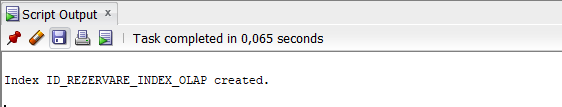 Script Output x
Task completed in 0,065 seconds
Index ID_REZERVARE_INDEX_OLAP created.